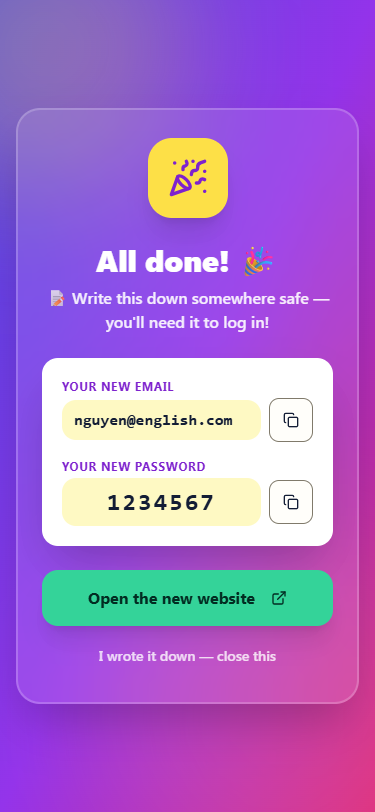 All done! 🎉
📝 Write this down somewhere safe —
you'll need it to log in!
YOUR NEW EMAIL
nguyen@english.com
YOUR NEW PASSWORD
1234567
Open the new website
I wrote it down — close this